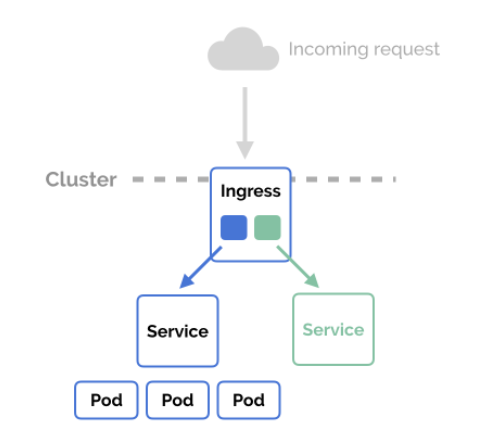 Incoming request
Cluster
Ingress
Service
Service
Pod
Pod
Pod